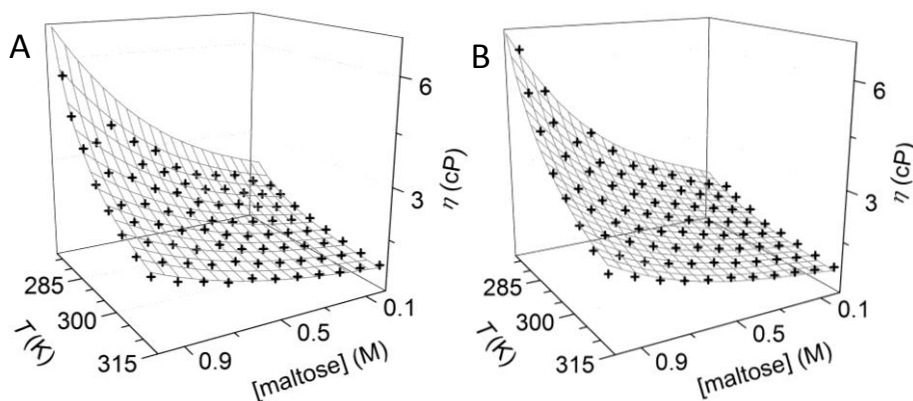 A
6
3
η (cP)
285
300
315
T (K)
0.9
0.5
0.1
[maltose] (M)
B
6
3
η (cP)
285
300
315
T (K)
0.9
0.5
0.1
[maltose] (M)